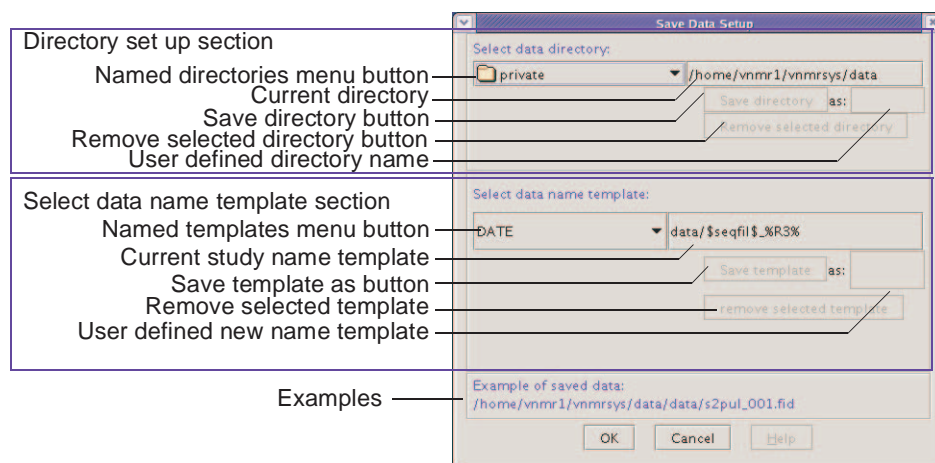 Save Data Setup
Directory set up section
Select data directory:
Named directories menu button
private
/home/vnmr1/vnmrsys/data
Current directory
Save directory button
Save directory
as:
Remove selected directory button
Remove selected directory
User defined directory name
Select data name template section
Select data name template:
Named templates menu button
DATE
data/$seqfil$_%R3%
Current study name template
Save template as button
Save template
as:
Remove selected template
remove selected template
User defined new name template
Examples
Example of saved data:
/home/vnmr1/vnmrsys/data/data/s2pul_001.fid
OK
Cancel
Help